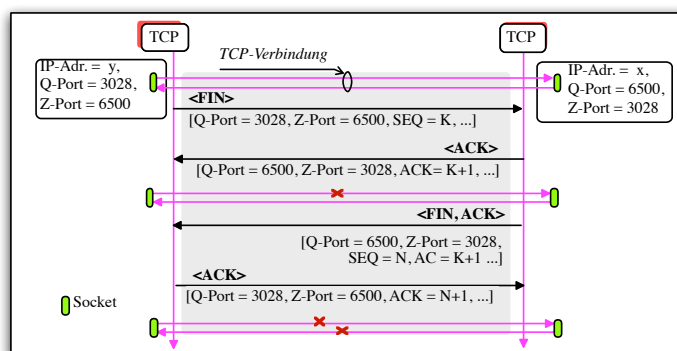 TCP
TCP
TCP-Verbindung
IP-Adr. = y,
Q-Port = 3028,
Z-Port = 6500
IP-Adr. = x,
Q-Port = 6500,
Z-Port = 3028
<FIN>
[Q-Port = 3028, Z-Port = 6500, SEQ = K, ...]
<ACK>
[Q-Port = 6500, Z-Port = 3028, ACK= K+1, ...]
<FIN, ACK>
[Q-Port = 6500, Z-Port = 3028,
SEQ = N, AC = K+1 ...]
<ACK>
[Q-Port = 3028, Z-Port = 6500, ACK = N+1, ...]
Socket